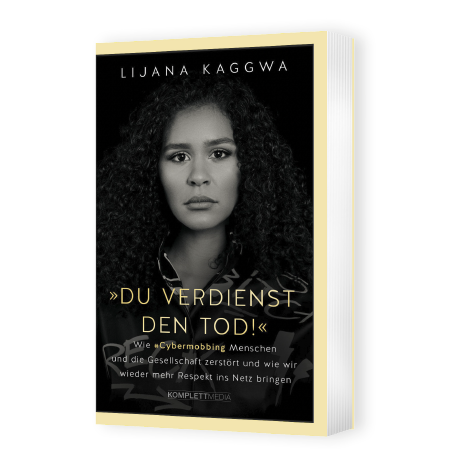 LIJANA KAGGWA
»DU VERDIENST
DEN TOD!«
Wie #Cybermobbing Menschen
und die Gesellschaft zerstört und wie wir
wieder mehr Respekt ins Netz bringen
KOMPLETTMEDIA